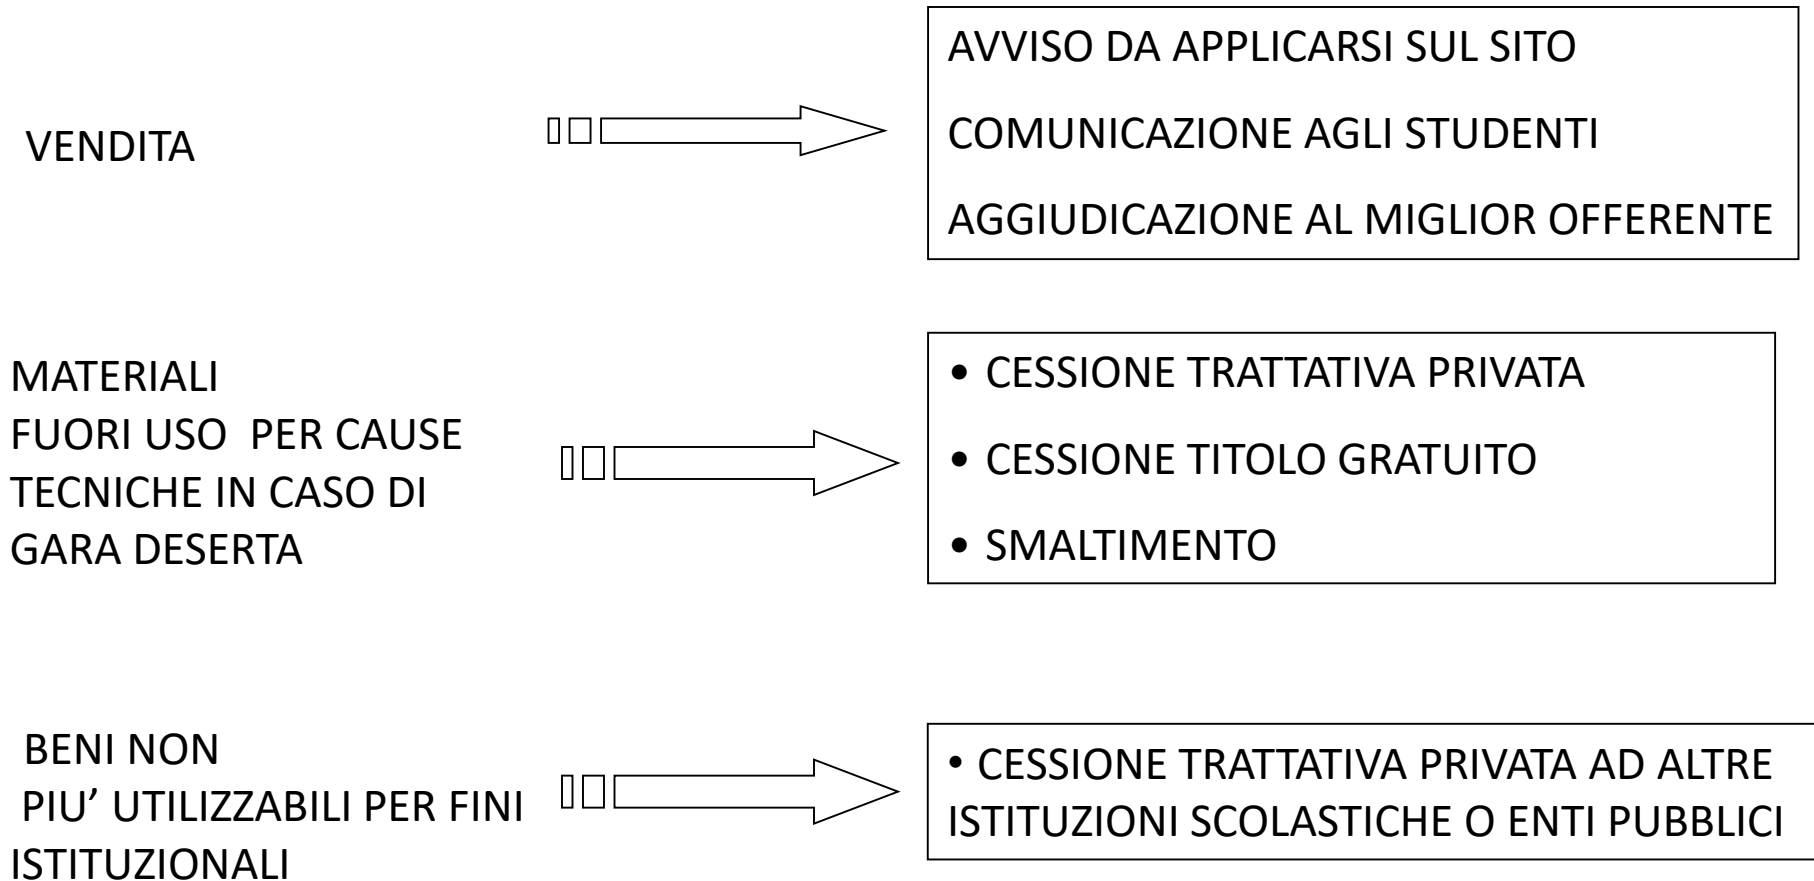 VENDITA
AVVISO DA APPLICARSI SUL SITO
COMUNICAZIONE AGLI STUDENTI
AGGIUDICAZIONE AL MIGLIOR OFFERENTE
MATERIALI
FUORI USO  PER CAUSE
TECNICHE IN CASO DI
GARA DESERTA
• CESSIONE TRATTATIVA PRIVATA
• CESSIONE TITOLO GRATUITO
• SMALTIMENTO
BENI NON
PIU’ UTILIZZABILI PER FINI
ISTITUZIONALI
• CESSIONE TRATTATIVA PRIVATA AD ALTRE
ISTITUZIONI SCOLASTICHE O ENTI PUBBLICI